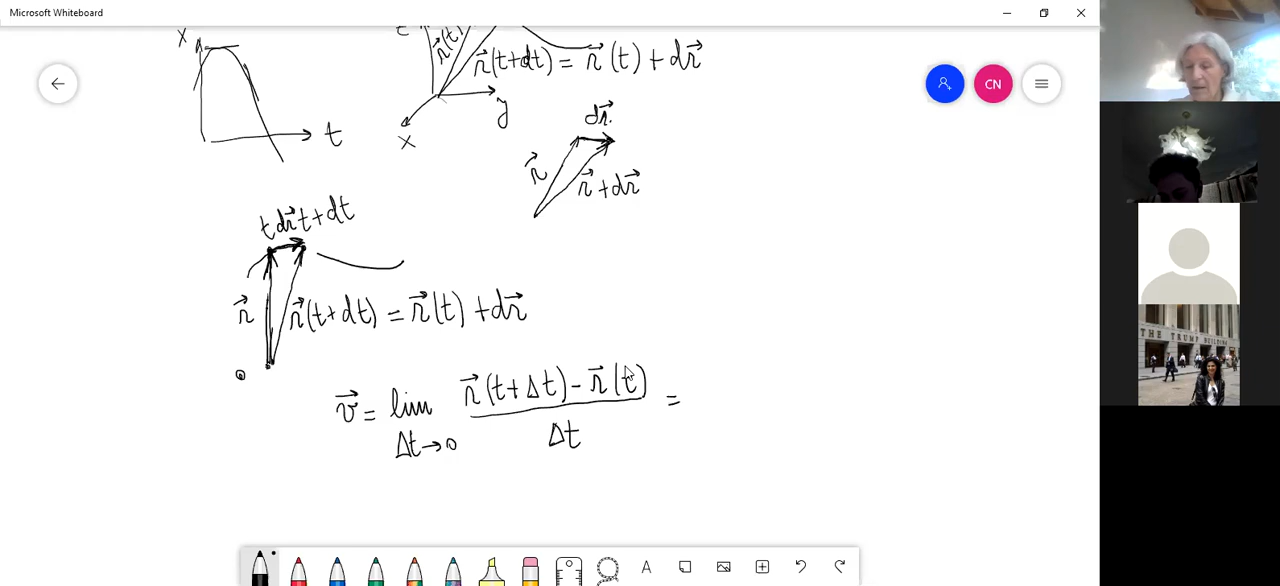 Microsoft Whiteboard
CN
x
t
r⃗(t)
r⃗(t+dt) = r⃗(t) + dr⃗
y
x
dr⃗
r⃗
r⃗ + dr⃗
t dr⃗ t+dt
r⃗
r⃗(t+dt) = r⃗(t) + dr⃗
o
v⃗ = lim Δt→0 (r⃗(t+Δt) - r⃗(t)) / Δt =
A
THE TRUMP BUILDING